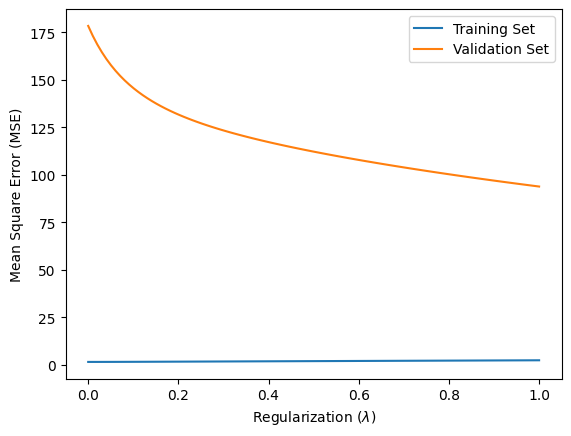 Training Set
Validation Set
Mean Square Error (MSE)
175
150
125
100
75
50
25
0
0.0 0.2 0.4 0.6 0.8 1.0
Regularization (λ)